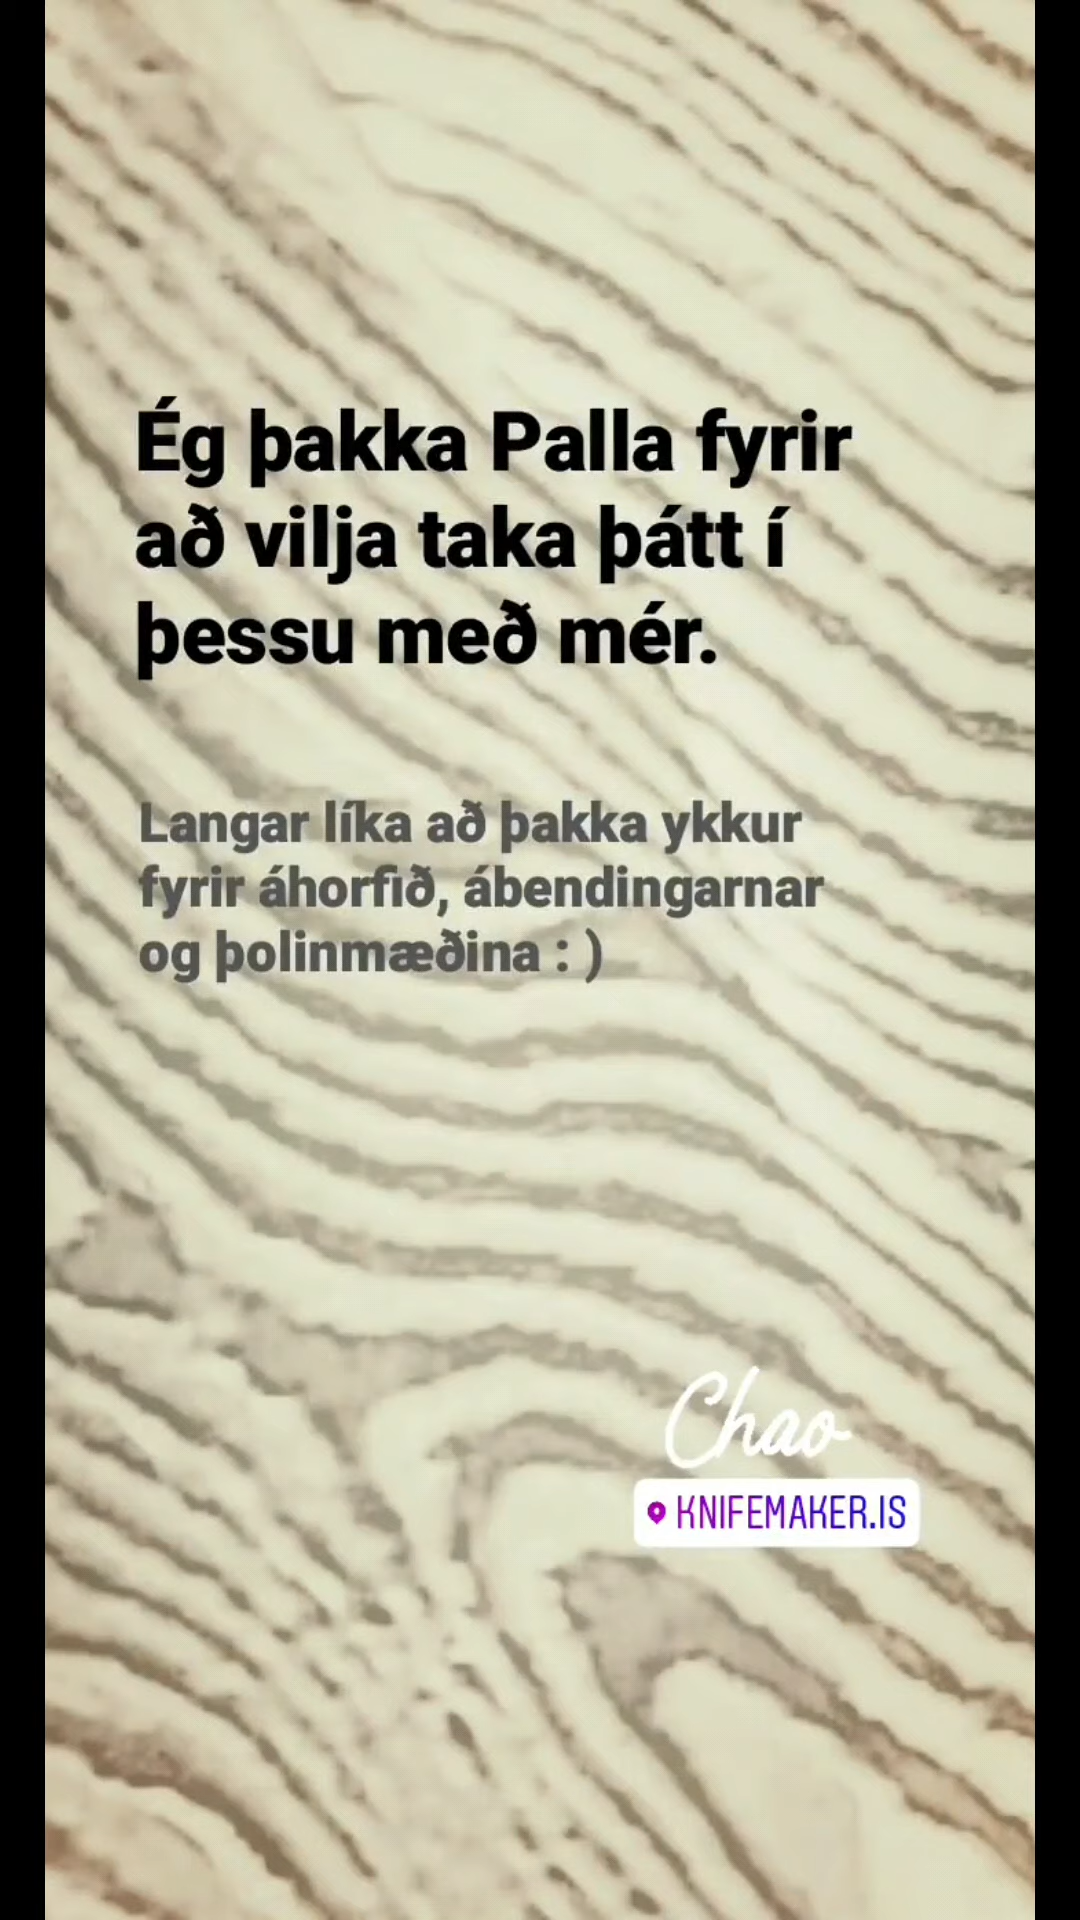 Ég þakka Palla fyrir
að vilja taka þátt í
þessu með mér.
Langar líka að þakka ykkur
fyrir áhorfið, ábendingarnar
og þolinmæðina : )
Chao
KNIFEMAKER.IS